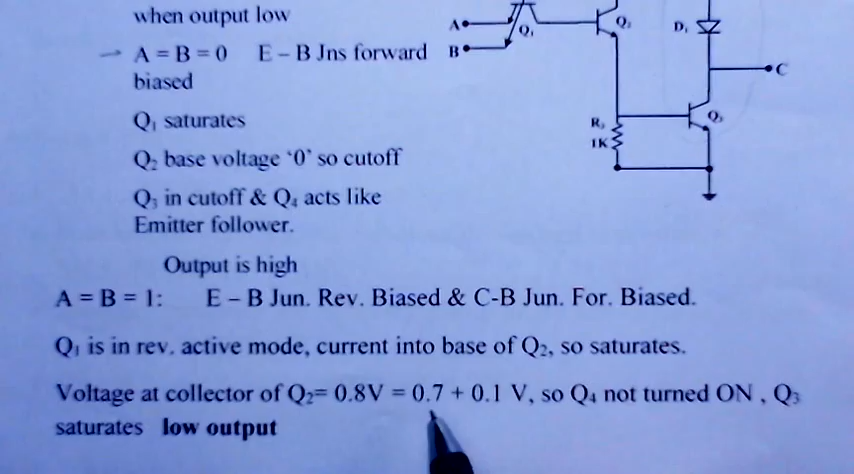 when output low
→ A = B = 0 E – B Jns forward
biased
Q₁ saturates
Q₂ base voltage ‘0’ so cutoff
Q₃ in cutoff & Q₄ acts like
Emitter follower.
Output is high
A = B = 1: E – B Jun. Rev. Biased & C-B Jun. For. Biased.
Q₁ is in rev. active mode, current into base of Q₂, so saturates.
Voltage at collector of Q₂= 0.8V = 0.7 + 0.1 V, so Q₄ not turned ON , Q₃
saturates low output
A
B
Q₁
Q₂
D₁
C
R₃
1K
Q₃